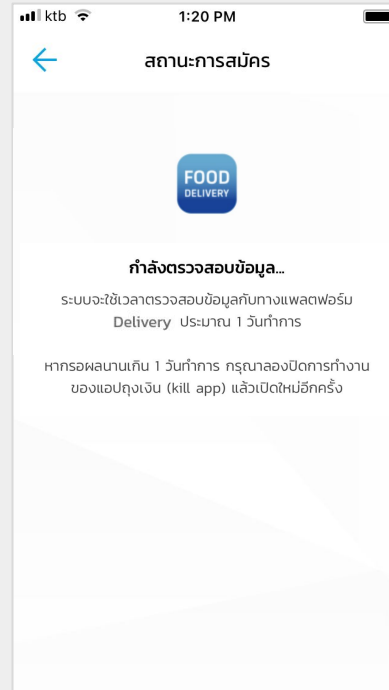 ktb
1:20 PM
สถานะการสมัคร
FOOD
DELIVERY
กำลังตรวจสอบข้อมูล...
ระบบจะใช้เวลาตรวจสอบข้อมูลกับทางแพลตฟอร์ม
Delivery ประมาณ 1 วันทำการ
หากรอผลนานเกิน 1 วันทำการ กรุณาลองปิดการทำงาน
ของแอปถุงเงิน (kill app) แล้วเปิดใหม่อีกครั้ง